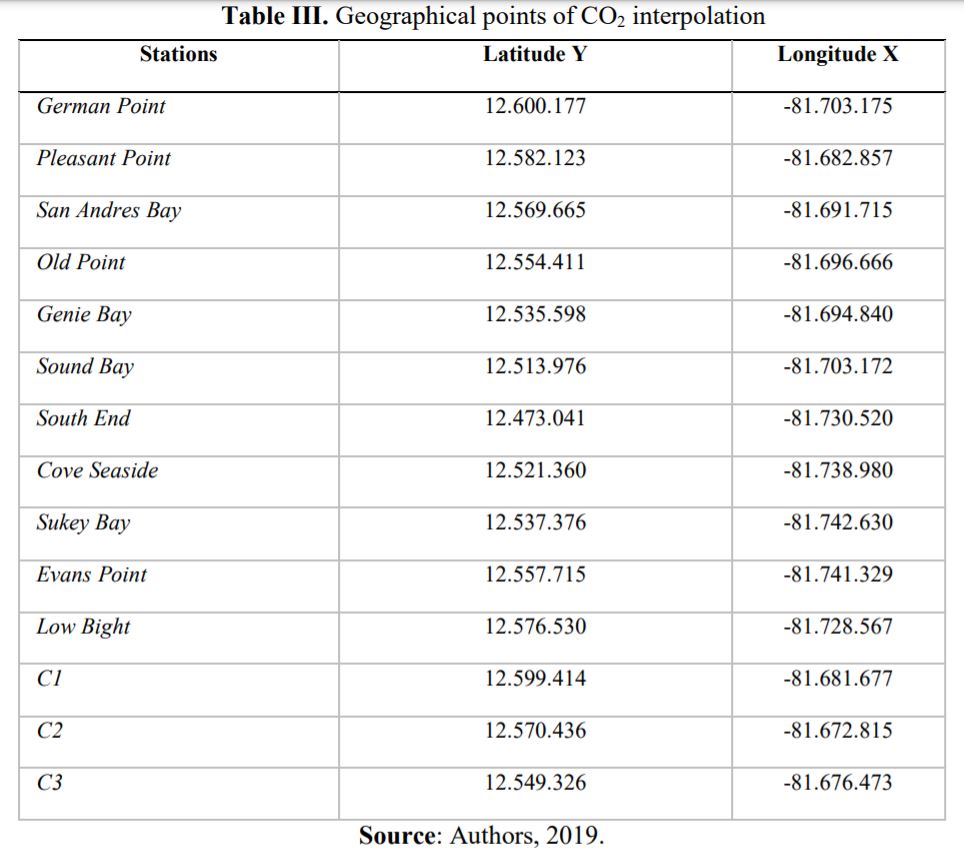 Table III. Geographical points of CO₂ interpolation
Stations Latitude Y Longitude X
German Point 12.600.177 -81.703.175
Pleasant Point 12.582.123 -81.682.857
San Andres Bay 12.569.665 -81.691.715
Old Point 12.554.411 -81.696.666
Genie Bay 12.535.598 -81.694.840
Sound Bay 12.513.976 -81.703.172
South End 12.473.041 -81.730.520
Cove Seaside 12.521.360 -81.738.980
Sukey Bay 12.537.376 -81.742.630
Evans Point 12.557.715 -81.741.329
Low Bight 12.576.530 -81.728.567
C1 12.599.414 -81.681.677
C2 12.570.436 -81.672.815
C3 12.549.326 -81.676.473
Source: Authors, 2019.